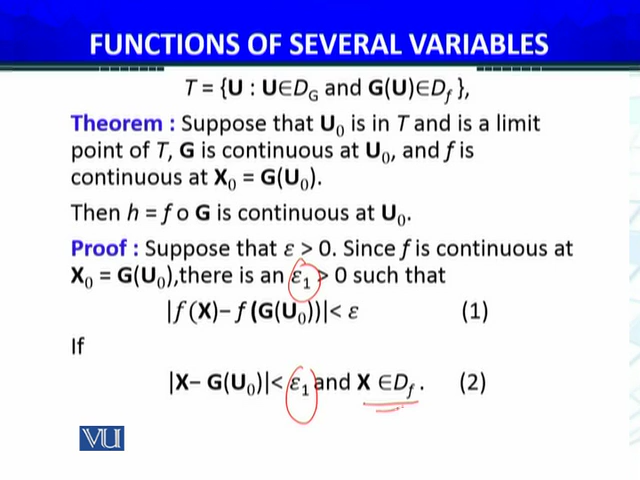 FUNCTIONS OF SEVERAL VARIABLES
T = {U : U∈D_G and G(U)∈D_f },
Theorem : Suppose that U₀ is in T and is a limit
point of T, G is continuous at U₀, and f is
continuous at X₀ = G(U₀).
Then h = f o G is continuous at U₀.
Proof : Suppose that ε > 0. Since f is continuous at
X₀ = G(U₀),there is an ε₁ > 0 such that
|f (X)− f (G(U₀))|< ε (1)
If
|X− G(U₀)|< ε₁ and X ∈D_f . (2)
VU